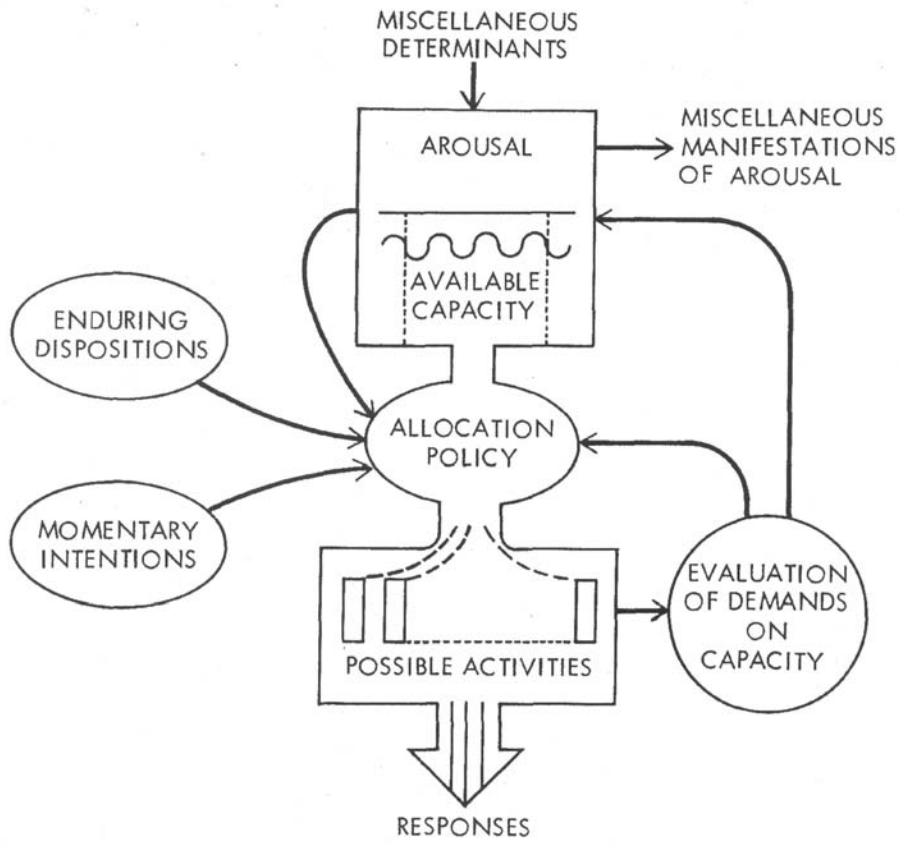 MISCELLANEOUS
DETERMINANTS
AROUSAL
MISCELLANEOUS
MANIFESTATIONS
OF AROUSAL
AVAILABLE
CAPACITY
ENDURING
DISPOSITIONS
ALLOCATION
POLICY
MOMENTARY
INTENTIONS
EVALUATION
OF DEMANDS
ON
CAPACITY
POSSIBLE ACTIVITIES
RESPONSES